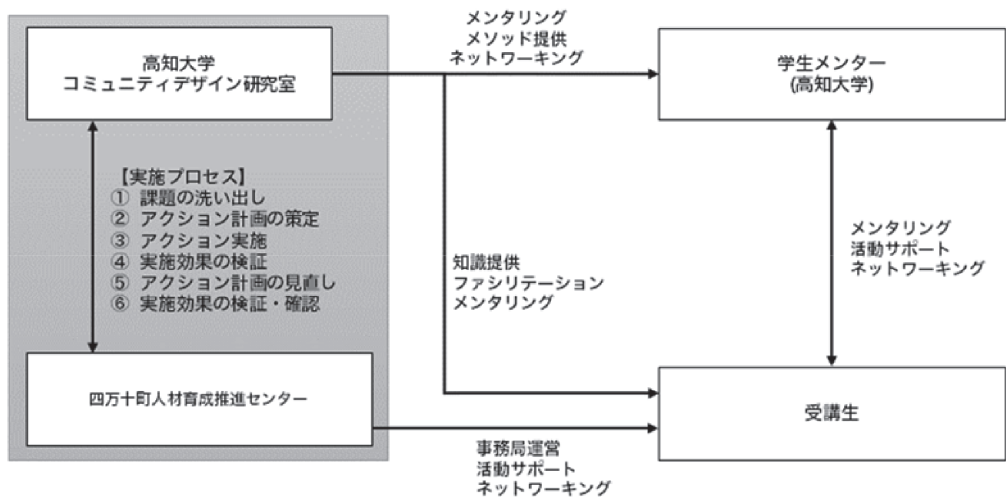 高知大学
コミュニティデザイン研究室
メンタリング
メソッド提供
ネットワーキング
学生メンター
(高知大学)
【実施プロセス】
① 課題の洗い出し
② アクション計画の策定
③ アクション実施
④ 実施効果の検証
⑤ アクション計画の見直し
⑥ 実施効果の検証・確認
知識提供
ファシリテーション
メンタリング
メンタリング
活動サポート
ネットワーキング
四万十町人材育成推進センター
受講生
事務局運営
活動サポート
ネットワーキング